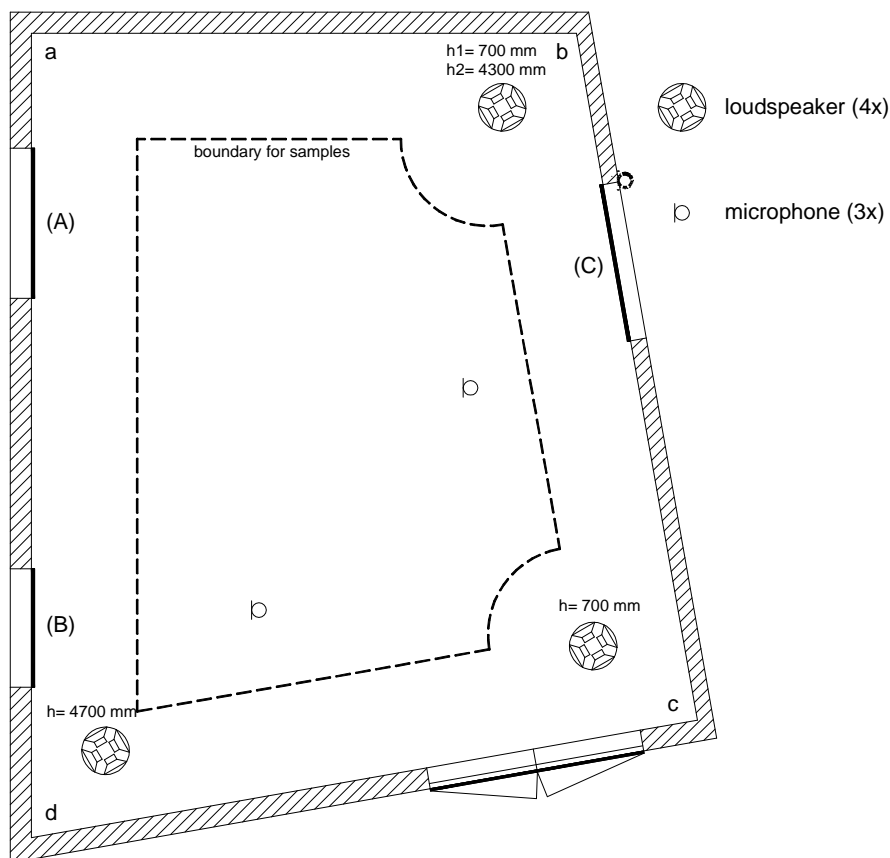 a
b
h1= 700 mm
h2= 4300 mm
loudspeaker (4x)
boundary for samples
microphone (3x)
(A)
(C)
h= 700 mm
(B)
c
h= 4700 mm
d